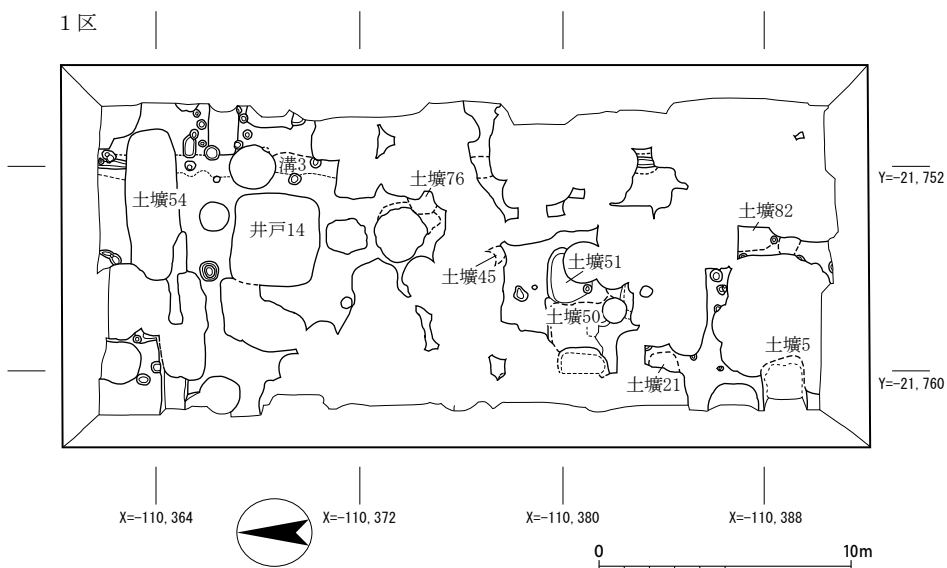 1区
溝3
土壙76
Y=-21,752
土壙54
井戸14
土壙82
土壙45
土壙51
土壙50
土壙5
土壙21
Y=-21,760
X=-110,364
X=-110,372
X=-110,380
X=-110,388
0
10m